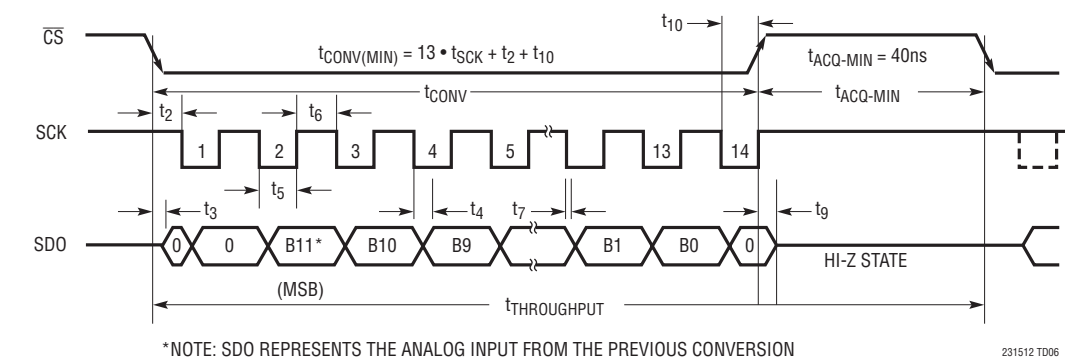 t10
CS
tCONV(MIN) = 13 • tSCK + t2 + t10
tACQ-MIN = 40ns
tCONV
tACQ-MIN
t2
t6
SCK
1 2 3 4 5 13 14
t5
t3
t4
t7
t9
SDO
0 0 B11* B10 B9 B1 B0 0
HI-Z STATE
(MSB)
tTHROUGHPUT
*NOTE: SDO REPRESENTS THE ANALOG INPUT FROM THE PREVIOUS CONVERSION
231512 TD06